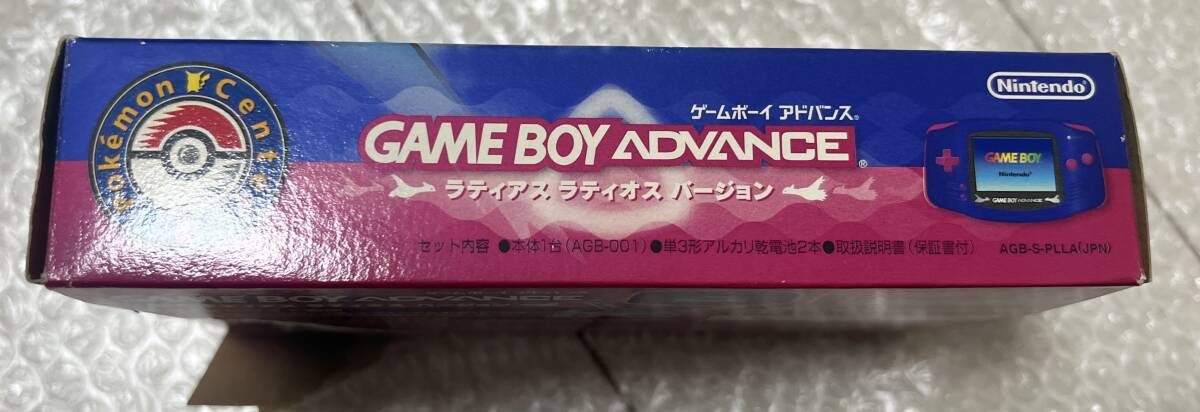 Pokémon Cente
Nintendo®
ゲームボーイ アドバンス®
GAME BOY ADVANCE®
ラティアス ラティオス バージョン
GAME BOY
Nintendo®
GAME BOY ADVANCE
セット内容 ●本体1台(AGB-001)●単3形アルカリ乾電池2本●取扱説明書(保証書付)
AGB-S-PLLA(JPN)
GAME BOY ADVANCE